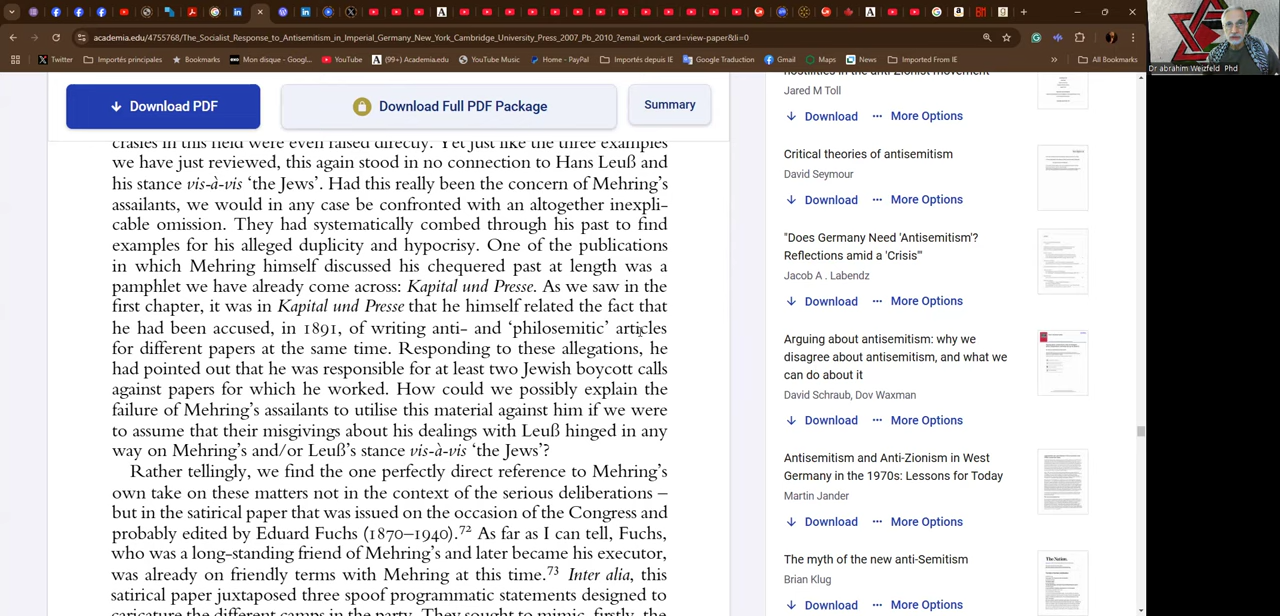 academia.edu/4755768/The_Socialist_Response_to_Antisemitism_in_Imperial_Germany_New_York_Cambridge_University_Press_2007_Pb_2010_?email_work_card=view-paper&li=0
Twitter
Importés principales
Bookmarks
Mon disque - Googl...
YouTube
(99+) Academia.edu
YouTube Music
Home - PayPal
Importés depuis IE
Google Traduction
Facebook
Gmail
Maps
News
Imported From IE
All Bookmarks
Dr abrahim Weizfeld Phd
Download PDF
Download Full PDF Package
Summary
crasies in this field were even rather directly. Yet just like the three examples
we have just reviewed, this again stood in no connection to Hans Leuß and
his stance vis-à-vis ‘the Jews’. Had this really been the concern of Mehring’s
assailants, we would in any case be confronted with an altogether inexpli-
cable omission. They had systematically combed through his past to find
examples for his alleged duplicity and hypocrisy. One of the publications
in which Mehring himself discussed his chequered past at length was a
pamphlet we have already come across: Kapital und Presse. As we saw in the
first chapter, it was in Kapital und Presse that he himself related the fact that
he had been accused, in 1891, of writing anti- and ‘philosemitic’ articles
for different papers at the same time. Responding to these allegations, he
had pointed out that he was responsible for at least two Jewish boycott calls
against papers for which he worked. How could we possibly explain the
failure of Mehring’s assailants to utilise this material against him if we were
to assume that their misgivings about his dealings with Leuß hinged in any
way on Mehring’s and/or Leuß’s stance vis-à-vis ‘the Jews’?
Rather tellingly, we find the one perfectly direct reference to Mehring’s
own take on these matters not in the context of the serious deliberations –
but in the satirical paper that was issued on the occasion of the Congress and
probably edited by Eduard Fuchs (1870–1940).72 As far as I can tell, Fuchs,
who was a long-standing friend of Mehring’s and later became his executor,
was already on friendly terms with Mehring at this time.73
satirical
hostilities in the anti-Zionist movement
Jared M Toll
Download
More Options
Critical theories of antisemitism
David Seymour
Download
More Options
"Does Germany Need 'Antisemitism'?
Reflections amid a 'Crisis'"
Jacob A . Labendz
Download
More Options
Arguing about antisemitism: why we
disagree about antisemitism, and what we
can do about it
David Schraub, Dov Waxman
Download
More Options
Antisemitism and Anti-Zionism in West
Germany in the 1970s: Lessons for Today
Martin Jander
Download
More Options
The myth of the new anti-Semitism
Brian Klug
Download
More Options
The Nation.